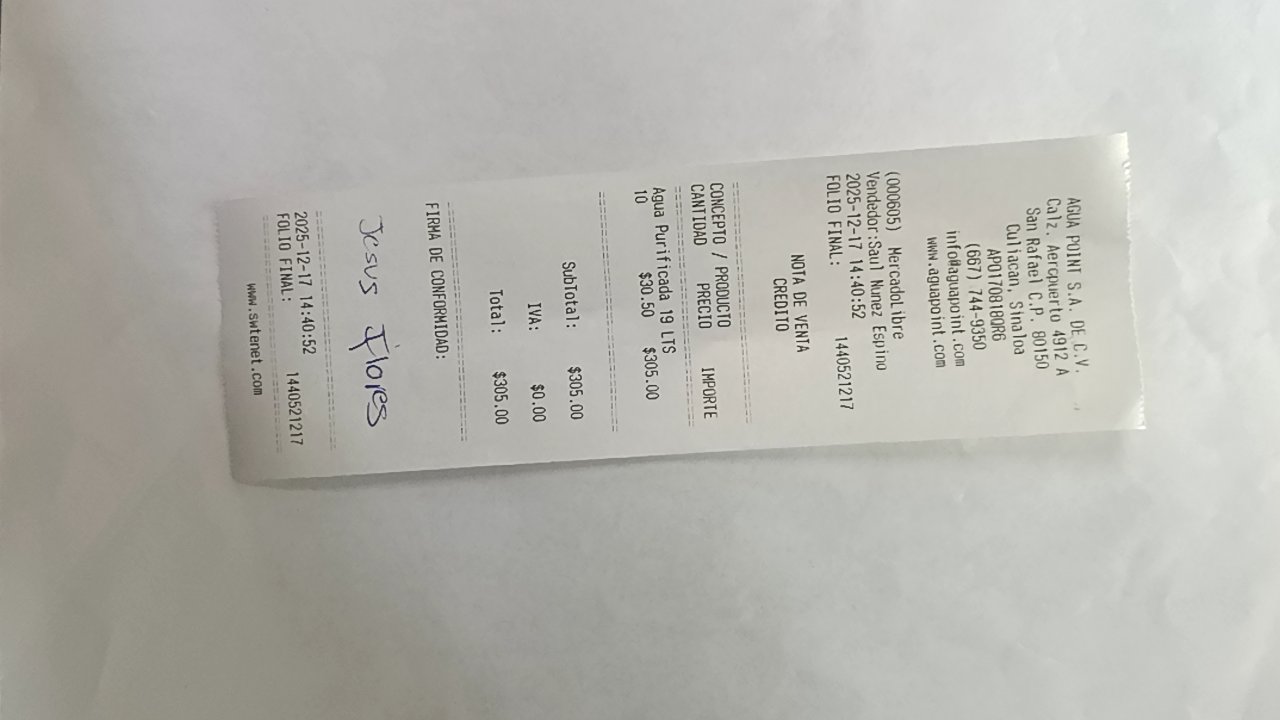 AGUA POINT S.A. DE C.V.
Calz. Aeropuerto 4912 A
San Rafael C.P. 80150
Culiacan, Sinaloa
APO170818QR6
(667) 744-9350
info@aguapoint.com
www.aguapoint.com
(000605) MercadoLibre
Vendedor:Saul Nunez Espino
2025-12-17 14:40:52
FOLIO FINAL: 1440521217
NOTA DE VENTA
CREDITO
CONCEPTO / PRODUCTO
CANTIDAD PRECIO IMPORTE
Agua Purificada 19 LTS
10 $30.50 $305.00
SubTotal: $305.00
IVA: $0.00
Total: $305.00
FIRMA DE CONFORMIDAD:
Jesus Flores
2025-12-17 14:40:52
FOLIO FINAL: 1440521217
www.swtenet.com